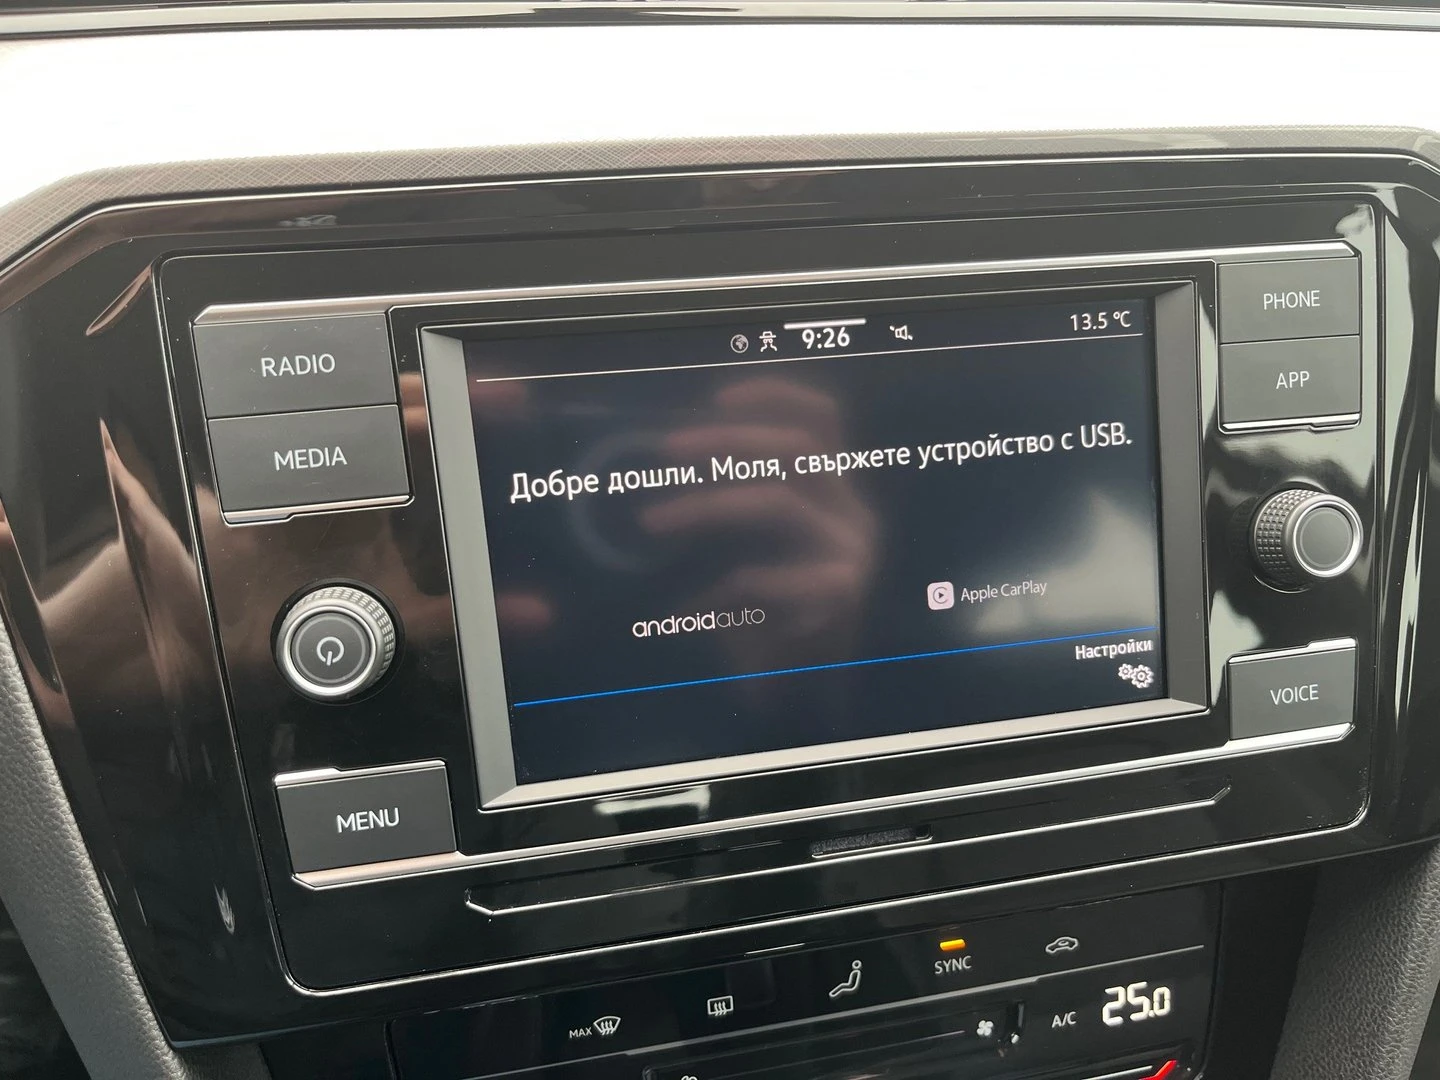 RADIO
MEDIA
MENU
9:26
13.5 °C
Добре дошли. Моля, свържете устройство с USB.
androidauto
Apple CarPlay
Настройки
PHONE
APP
VOICE
MAX
SYNC
A/C
25.0